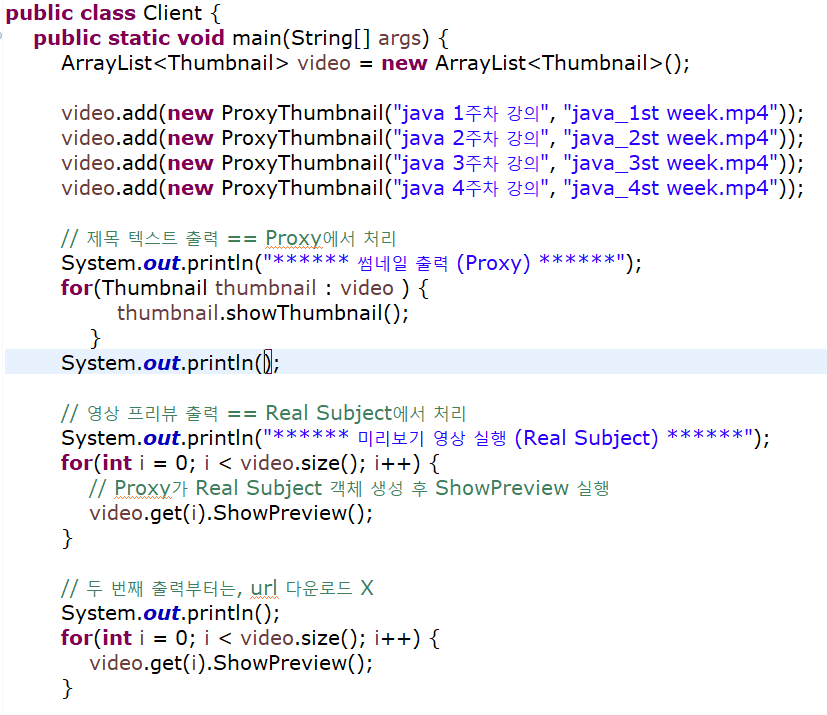 public class Client {
public static void main(String[] args) {
ArrayList<Thumbnail> video = new ArrayList<Thumbnail>();
video.add(new ProxyThumbnail("java 1주차 강의", "java_1st week.mp4"));
video.add(new ProxyThumbnail("java 2주차 강의", "java_2st week.mp4"));
video.add(new ProxyThumbnail("java 3주차 강의", "java_3st week.mp4"));
video.add(new ProxyThumbnail("java 4주차 강의", "java_4st week.mp4"));
// 제목 텍스트 출력 == Proxy에서 처리
System.out.println("****** 썸네일 출력 (Proxy) ******");
for(Thumbnail thumbnail : video ) {
thumbnail.showThumbnail();
}
System.out.println();
// 영상 프리뷰 출력 == Real Subject에서 처리
System.out.println("****** 미리보기 영상 실행 (Real Subject) ******");
for(int i = 0; i < video.size(); i++) {
// Proxy가 Real Subject 객체 생성 후 ShowPreview 실행
video.get(i).ShowPreview();
}
// 두 번째 출력부터는, url 다운로드 X
System.out.println();
for(int i = 0; i < video.size(); i++) {
video.get(i).ShowPreview();
}